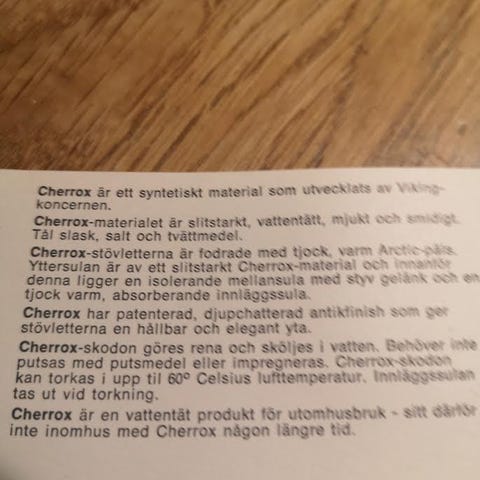 Cherrox är ett syntetiskt material som utvecklats av Viking-
koncernen.
Cherrox-materialet är slitstarkt, vattentätt, mjukt och smidigt.
Tål slask, salt och tvättmedel.
Cherrox-stövletterna är fodrade med tjock, varm Arctic-päls.
Yttersulan är av ett slitstarkt Cherrox-material och innanför
denna ligger en isolerande mellansula med styv gelänk och en
tjock varm, absorberande innläggssula.
Cherrox har patenterad, djupchatterad antikfinish som ger
stövletterna en hållbar och elegant yta.
Cherrox-skodon göres rena och sköljes i vatten. Behöver inte
putsas med putsmedel eller impregneras. Cherrox-skodon
kan torkas i upp til 60º Celsius lufttemperatur. Innläggssulan
tas ut vid torkning.
Cherrox är en vattentät produkt för utomhusbruk - sitt därför
inte inomhus med Cherrox någon längre tid.